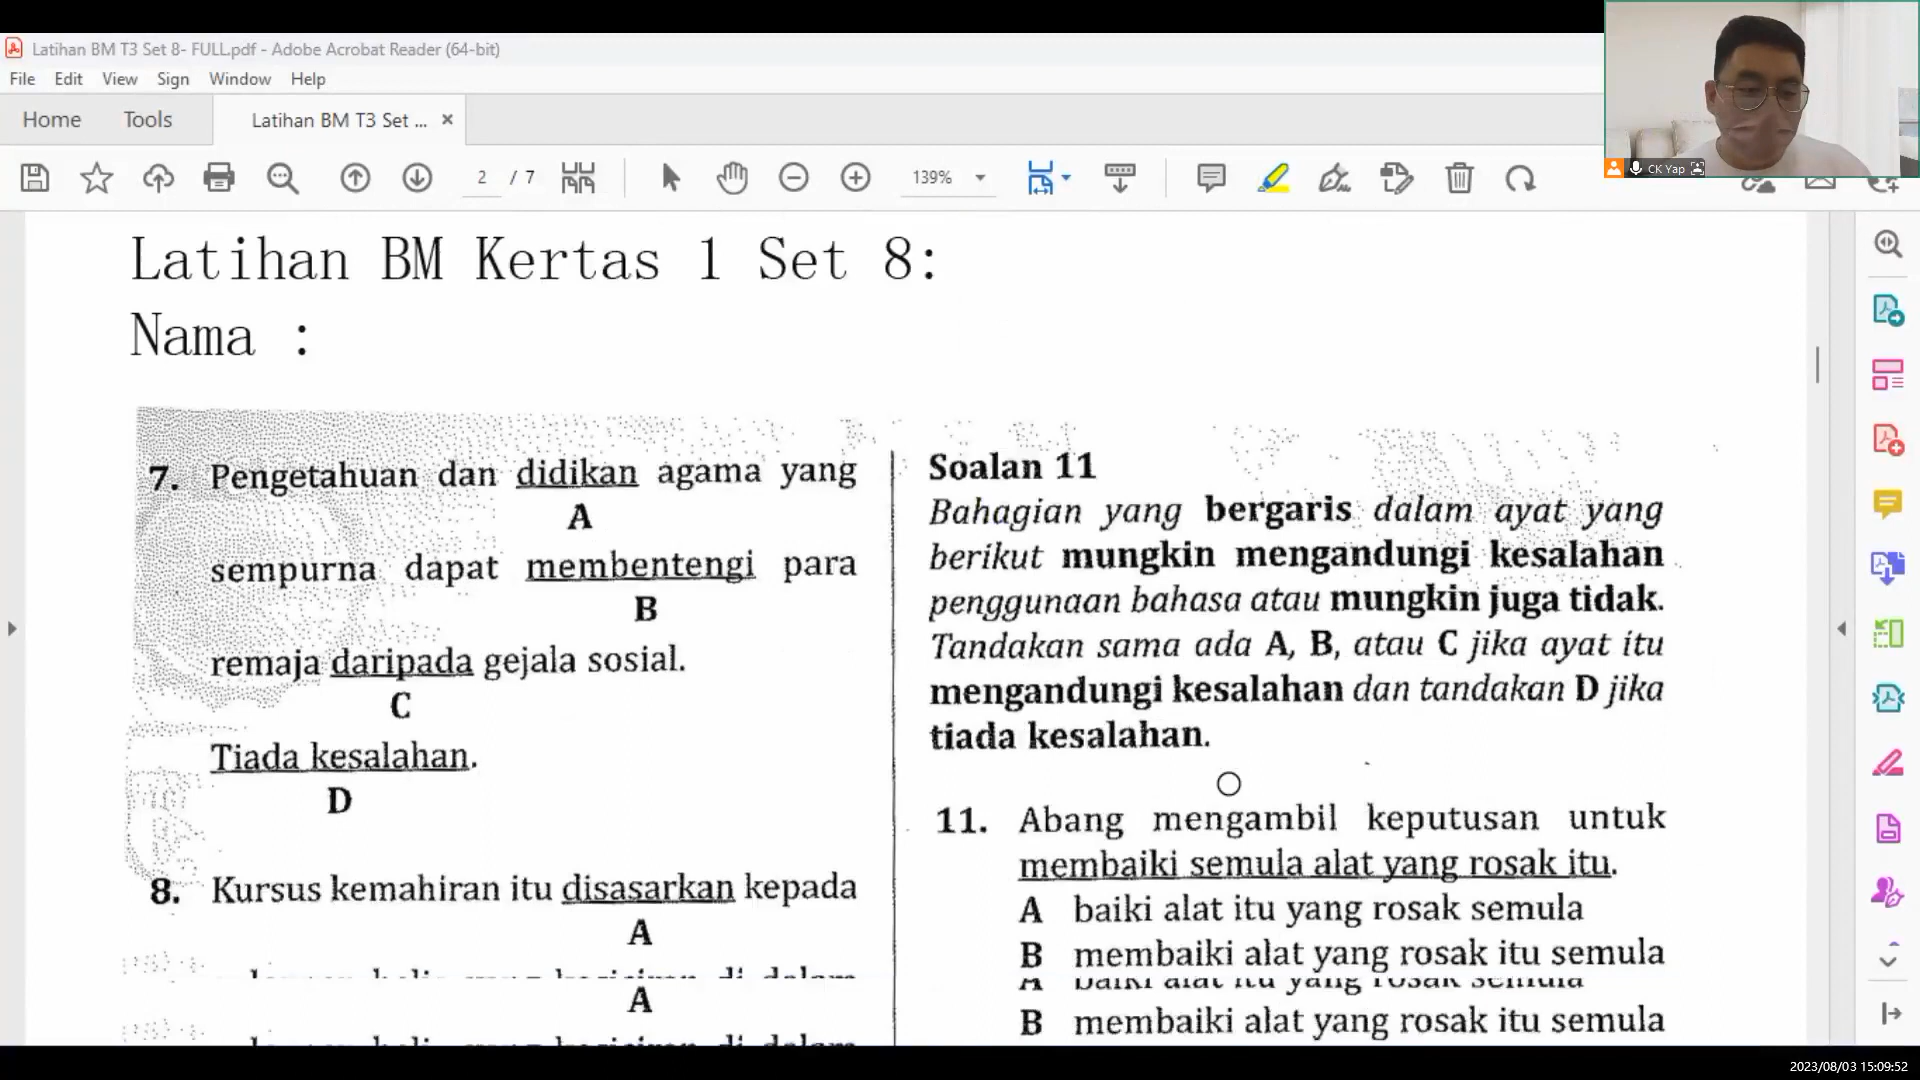 Latihan BM T3 Set 8- FULL.pdf - Adobe Acrobat Reader (64-bit)
File Edit View Sign Window Help
Home Tools Latihan BM T3 Set ... ×
2 / 7 139%
CK Yap
Latihan BM Kertas 1 Set 8:
Nama :
7. Pengetahuan dan didikan agama yang
A
sempurna dapat membentengi para
B
remaja daripada gejala sosial.
C
Tiada kesalahan.
D
8. Kursus kemahiran itu disasarkan kepada
A
A
Soalan 11
Bahagian yang bergaris dalam ayat yang
berikut mungkin mengandungi kesalahan
penggunaan bahasa atau mungkin juga tidak.
Tandakan sama ada A, B, atau C jika ayat itu
mengandungi kesalahan dan tandakan D jika
tiada kesalahan.
11. Abang mengambil keputusan untuk
membaiki semula alat yang rosak itu.
A baiki alat itu yang rosak semula
B membaiki alat yang rosak itu semula
A baiki alat itu yang rosak semula
B membaiki alat yang rosak itu semula
2023/08/03 15:09:52